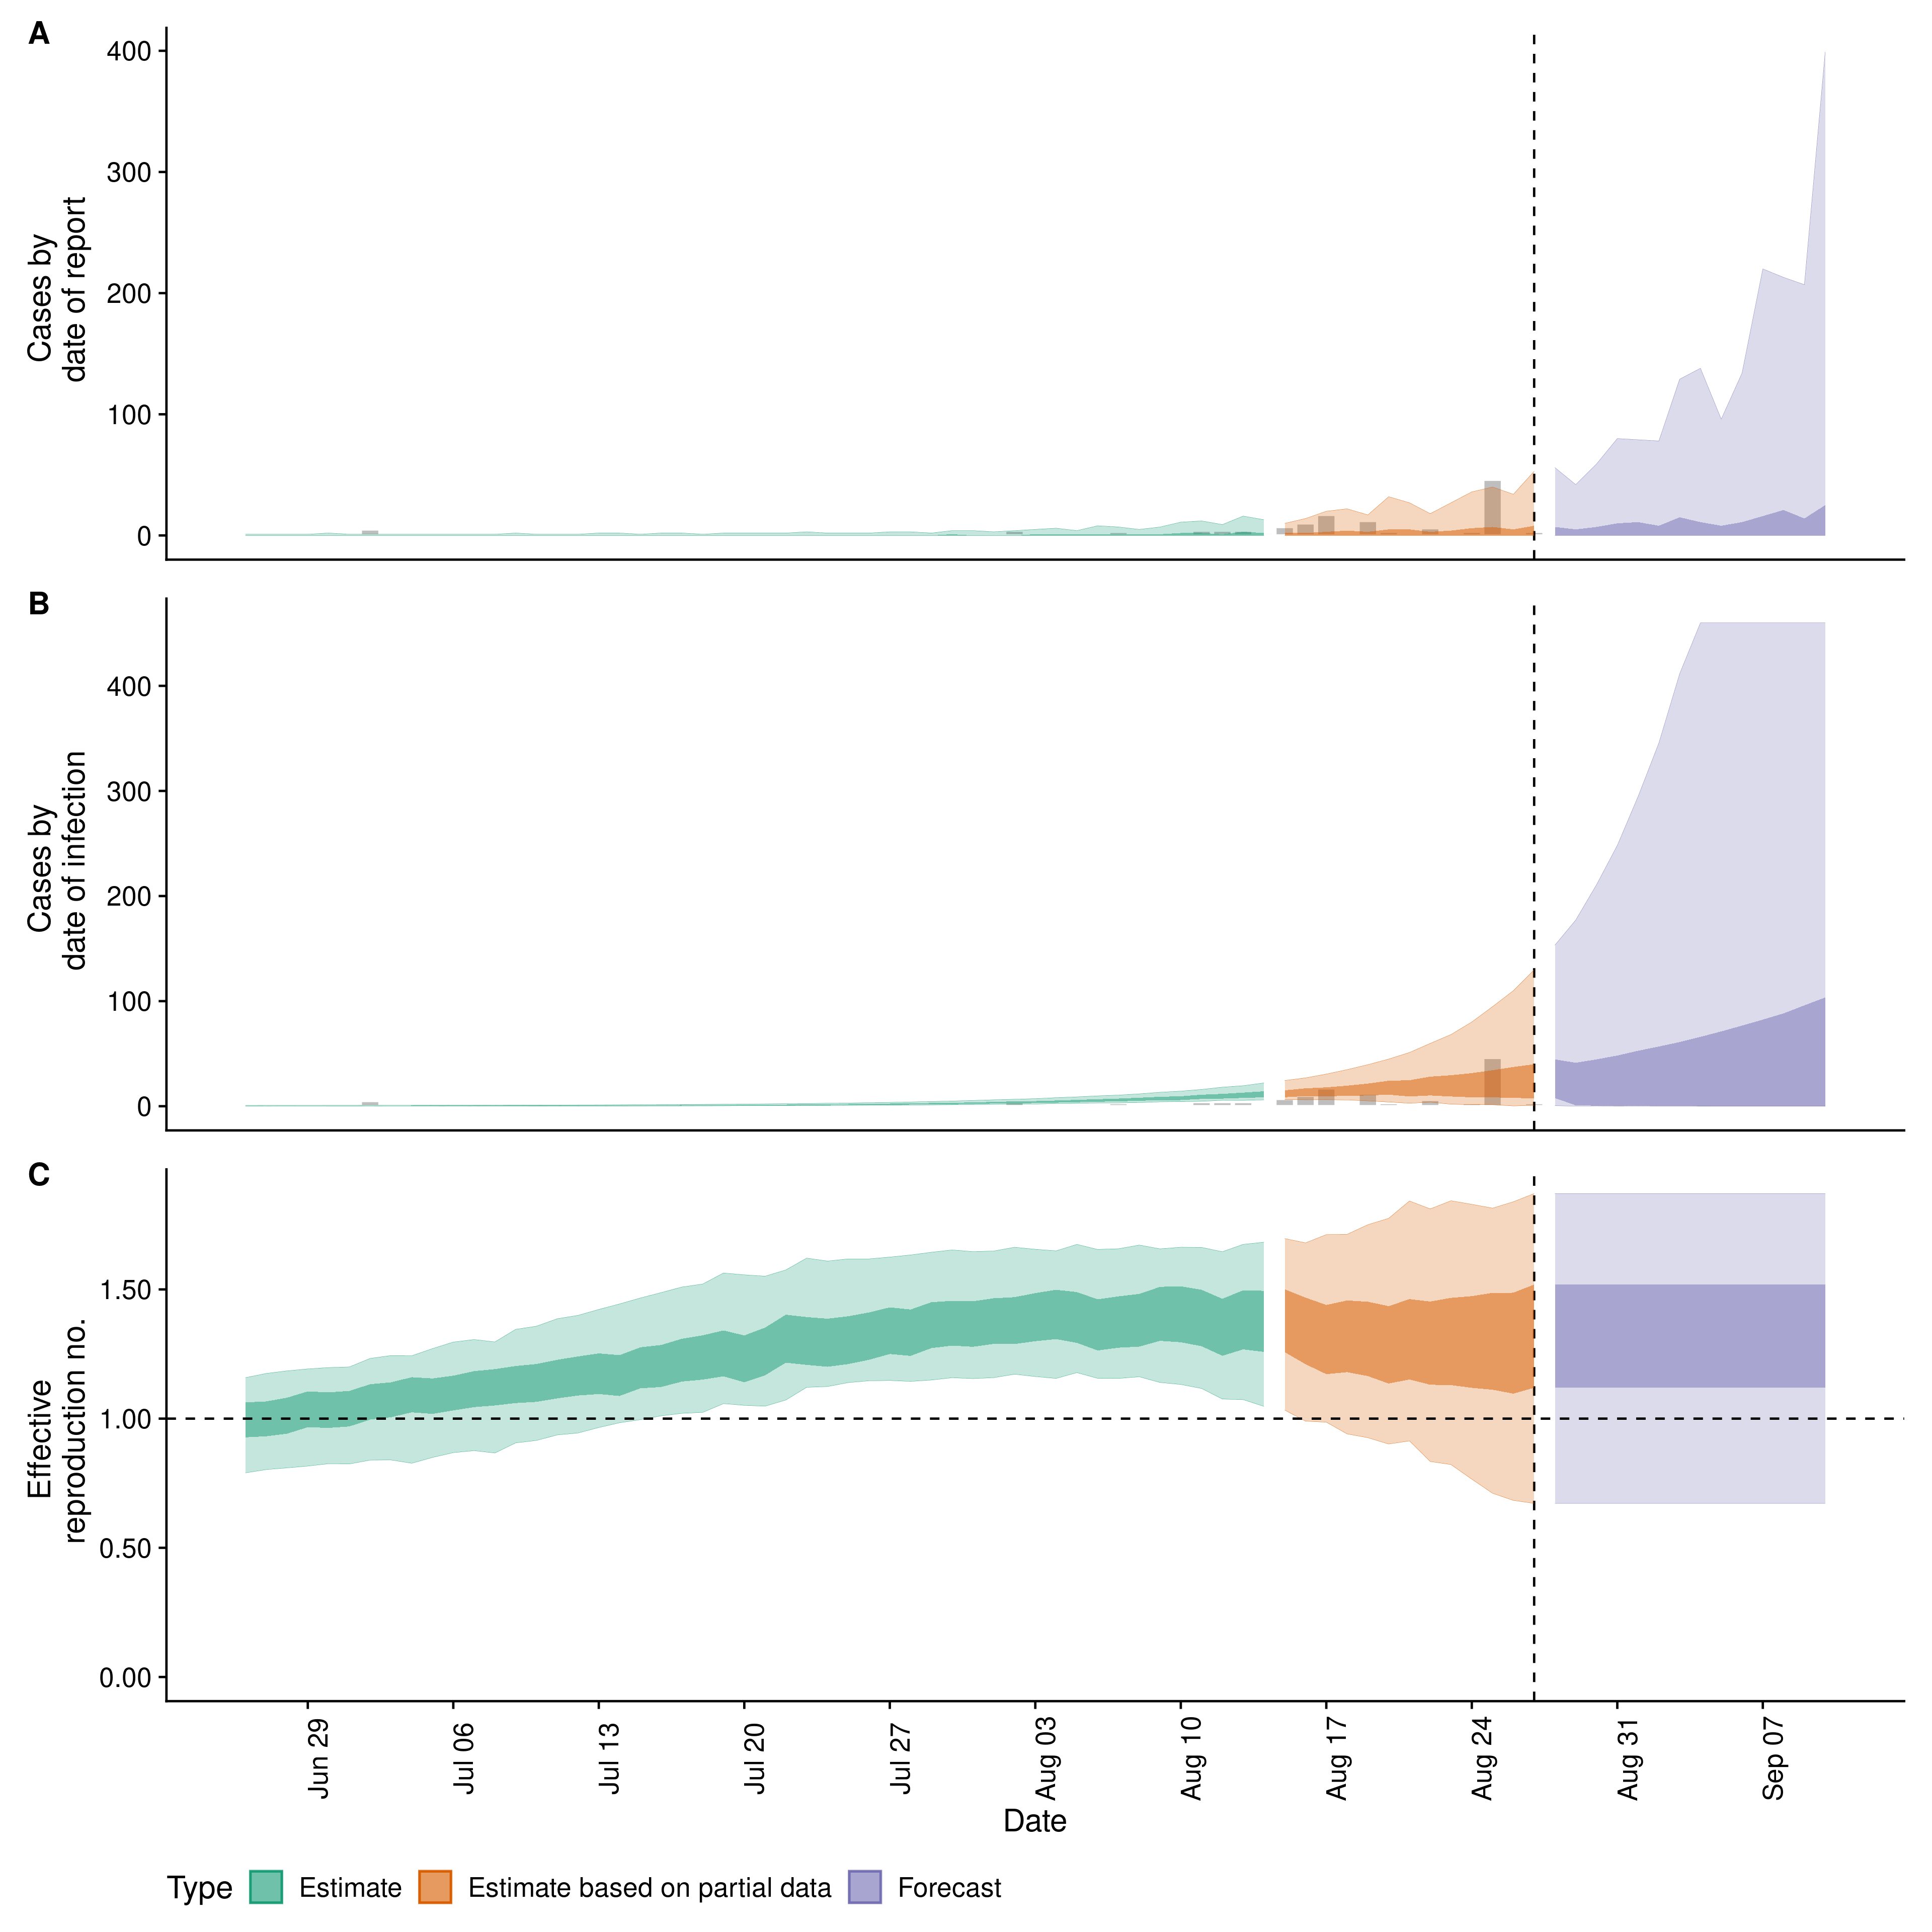 A
400
300
200
100
0
Cases by
date of report
B
400
300
200
100
0
Cases by
date of infection
C
1.50
1.00
0.50
0.00
Effective
reproduction no.
Jun 29
Jul 06
Jul 13
Jul 20
Jul 27
Aug 03
Aug 10
Aug 17
Aug 24
Aug 31
Sep 07
Date
Type Estimate Estimate based on partial data Forecast